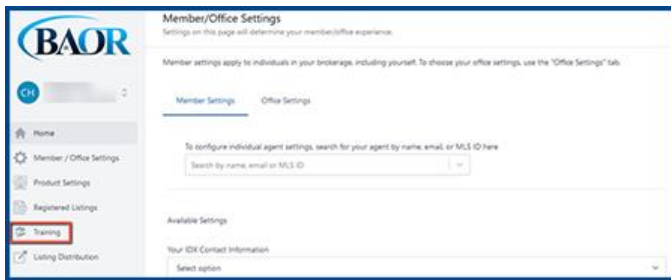 BAOR
CH
Home
Member / Office Settings
Product Settings
Registered Listings
Training
Listing Distribution
Member/Office Settings
Settings on this page will determine your member/office experience.
Member settings apply to individuals in your brokerage, including yourself. To choose your office settings, use the "Office Settings" tab.
Member Settings
Office Settings
To configure individual agent settings, search for your agent by name, email, or MLS ID here
Search by name, email or MLS ID
Available Settings
Your IDX Contact Information
Select option